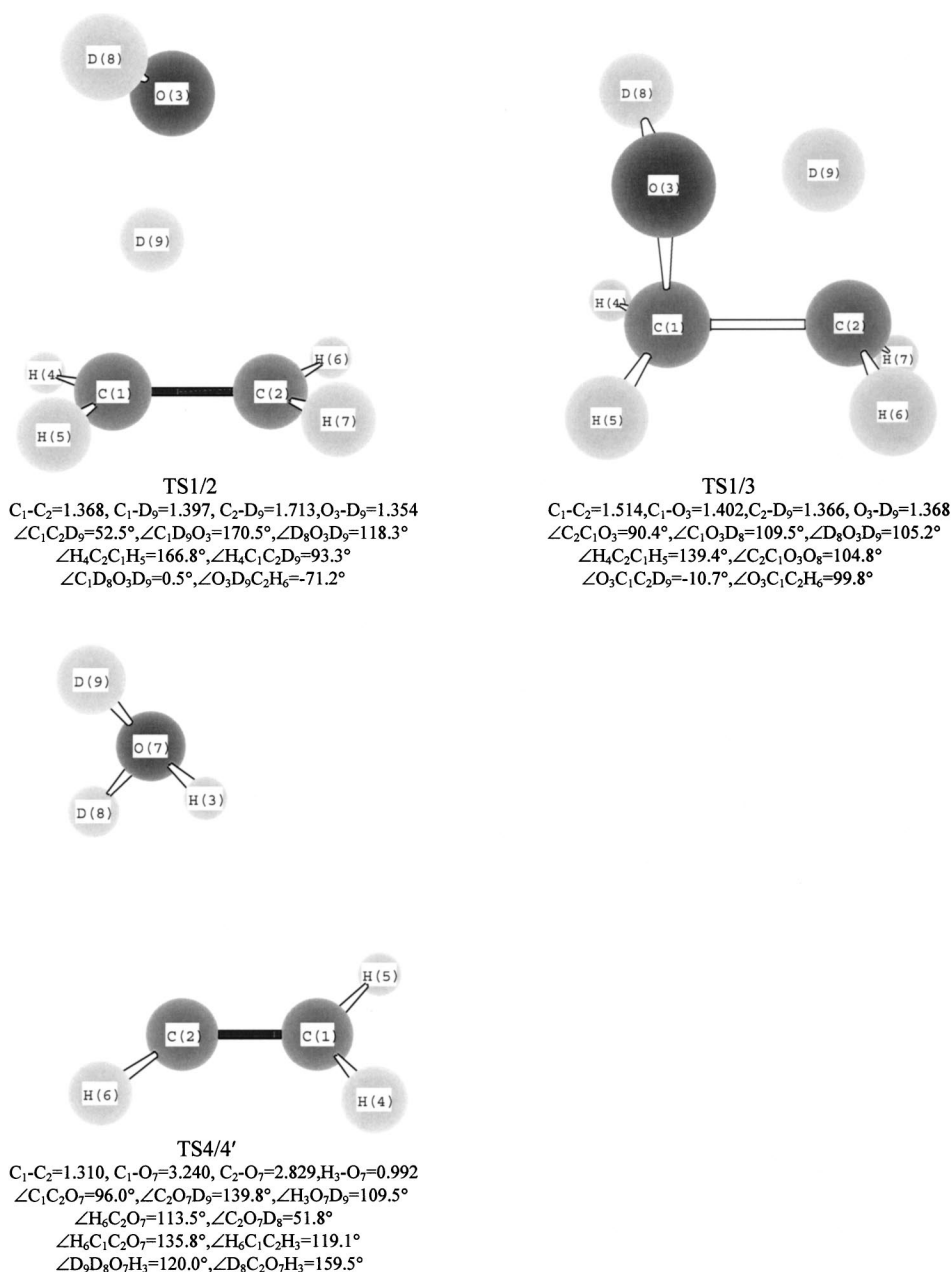 D(8)
O(3)
D(9)
H(4)
C(1)
H(5)
C(2)
H(6)
H(7)
TS1/2
C₁-C₂=1.368, C₁-D₉=1.397, C₂-D₉=1.713,O₃-D₉=1.354
∠C₁C₂D₉=52.5°,∠C₁D₉O₃=170.5°,∠D₈O₃D₉=118.3°
∠H₄C₂C₁H₅=166.8°,∠H₄C₁C₂D₉=93.3°
∠C₁D₈O₃D₉=0.5°,∠O₃D₉C₂H₆=-71.2°
D(8)
D(9)
O(3)
H(4)
C(1)
C(2)
H(7)
H(5)
H(6)
TS1/3
C₁-C₂=1.514,C₁-O₃=1.402,C₂-D₉=1.366, O₃-D₉=1.368
∠C₂C₁O₃=90.4°,∠C₁O₃D₈=109.5°,∠D₈O₃D₉=105.2°
∠H₄C₂C₁H₅=139.4°,∠C₂C₁O₃O₈=104.8°
∠O₃C₁C₂D₉=-10.7°,∠O₃C₁C₂H₆=99.8°
D(9)
O(7)
D(8)
H(3)
H(5)
C(2)
C(1)
H(6)
H(4)
TS4/4′
C₁-C₂=1.310, C₁-O₇=3.240, C₂-O₇=2.829,H₃-O₇=0.992
∠C₁C₂O₇=96.0°,∠C₂O₇D₉=139.8°,∠H₃O₇D₉=109.5°
∠H₆C₂O₇=113.5°,∠C₂O₇D₈=51.8°
∠H₆C₁C₂O₇=135.8°,∠H₆C₁C₂H₃=119.1°
∠D₉D₈O₇H₃=120.0°,∠D₈C₂O₇H₃=159.5°